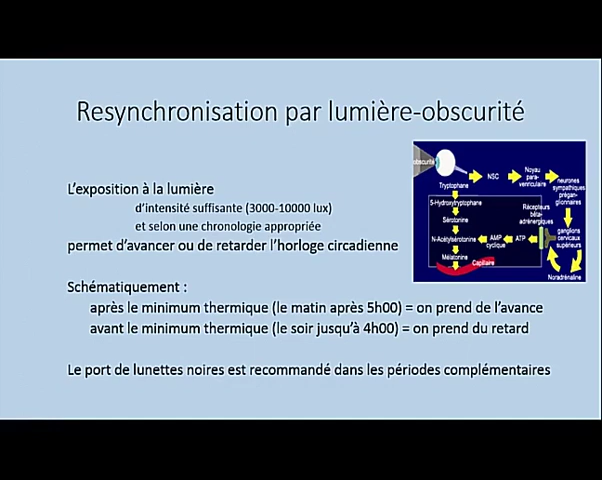 Resynchronisation par lumière-obscurité
L'exposition à la lumière
d'intensité suffisante (3000-10000 lux)
et selon une chronologie appropriée
permet d'avancer ou de retarder l'horloge circadienne
Schématiquement :
après le minimum thermique (le matin après 5h00) = on prend de l'avance
avant le minimum thermique (le soir jusqu'à 4h00) = on prend du retard
Le port de lunettes noires est recommandé dans les périodes complémentaires
obscurité
NSC
Noyau
para-
ventriculaire
neurones
sympathiques
prégan-
glionnaires
Tryptophane
5-Hydroxytryptophane
Sérotonine
N-Acétylsérotonine
Mélatonine
AMP
cyclique
ATP
Récepteurs
béta-
adrénergiques
ganglions
cervicaux
supérieurs
Noradrénaline
Capillaire